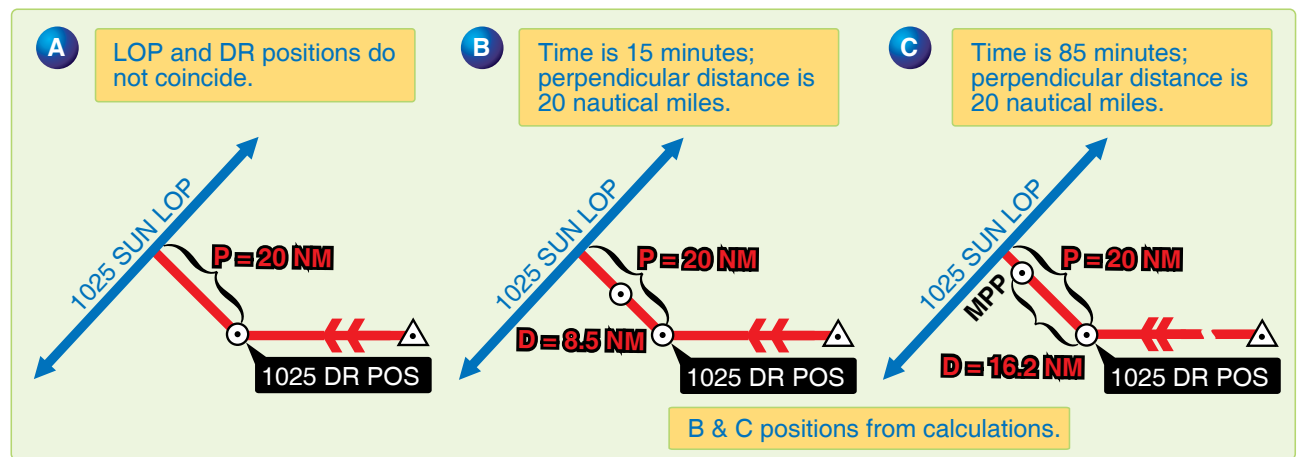 A
LOP and DR positions do
not coincide.
1025 SUN LOP
P = 20 NM
1025 DR POS
B
Time is 15 minutes;
perpendicular distance is
20 nautical miles.
1025 SUN LOP
P = 20 NM
D = 8.5 NM
1025 DR POS
C
Time is 85 minutes;
perpendicular distance is
20 nautical miles.
1025 SUN LOP
P = 20 NM
MPP
D = 16.2 NM
1025 DR POS
B & C positions from calculations.